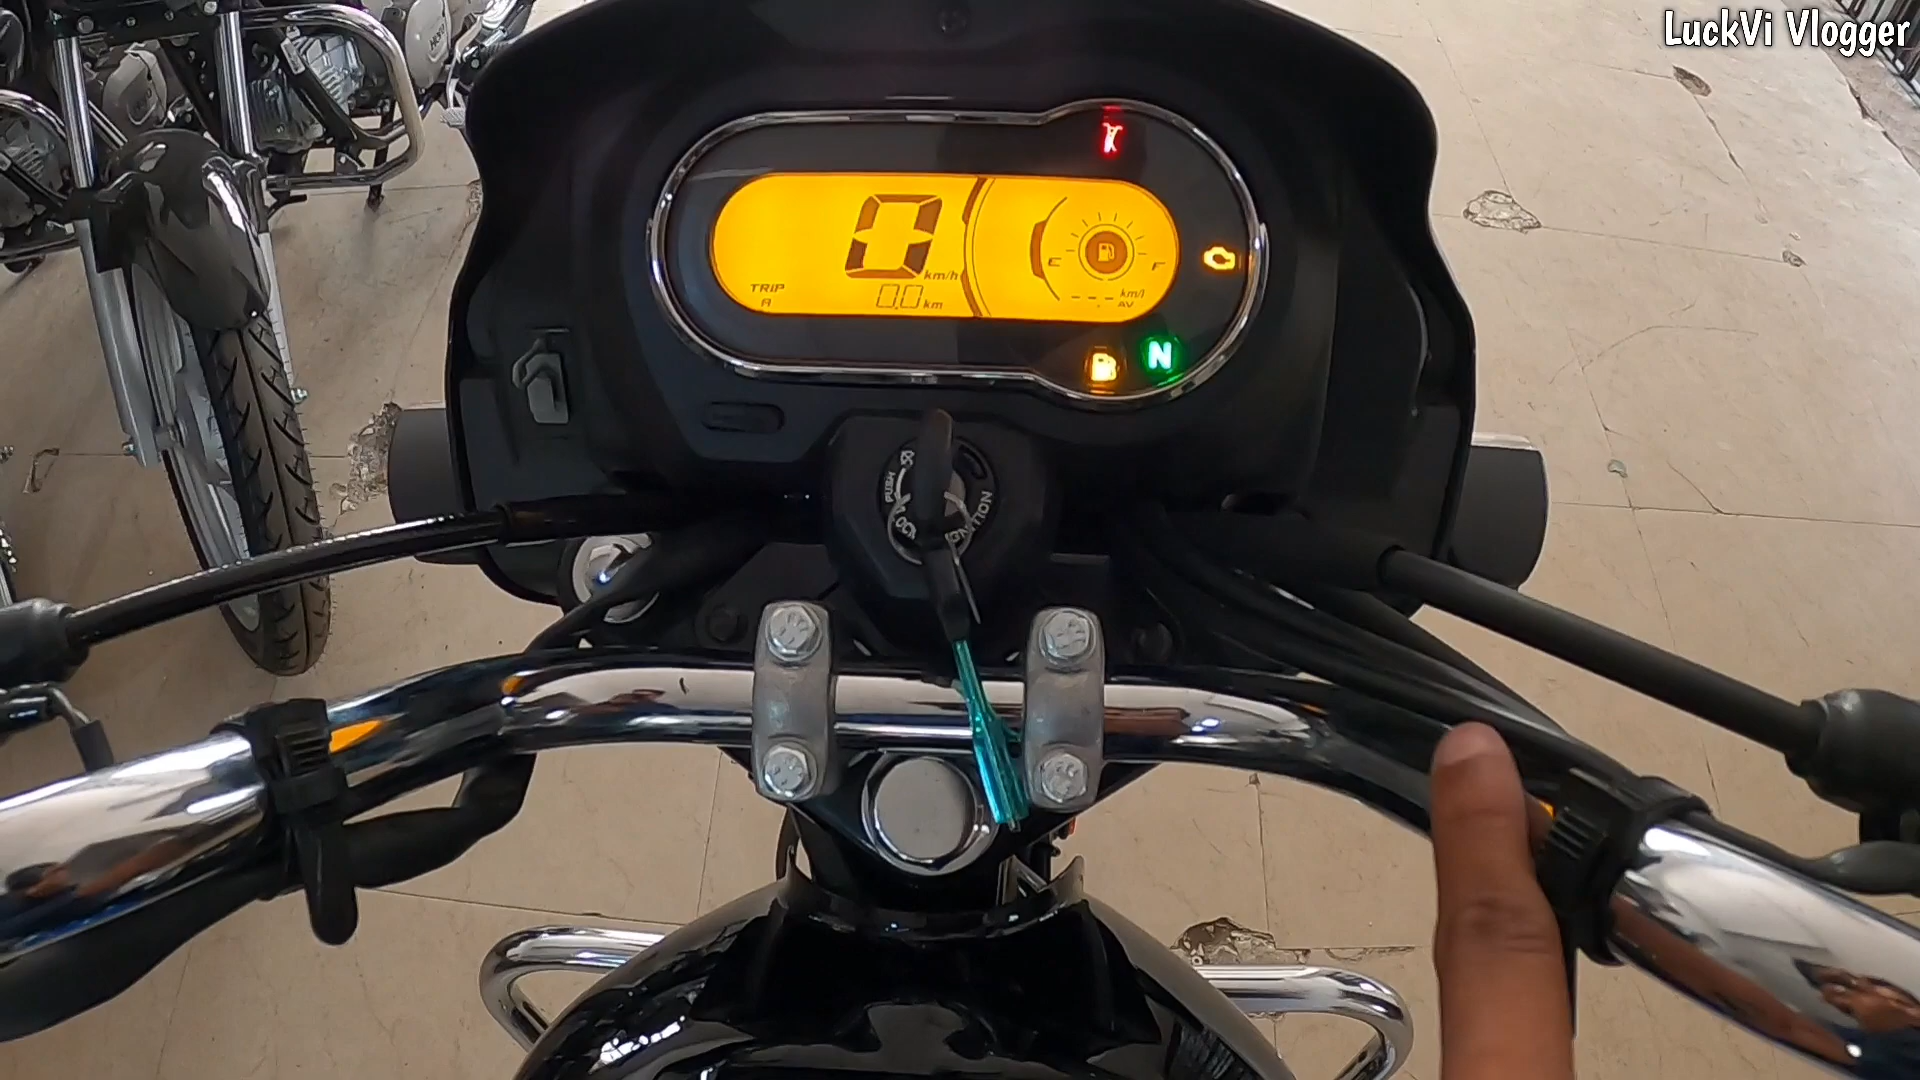 LuckVi Vlogger
0
km/h
E
F
TRIP
A
0.0 km
--.- km/l
AV
N
PUSH
LOCK
IGNITION